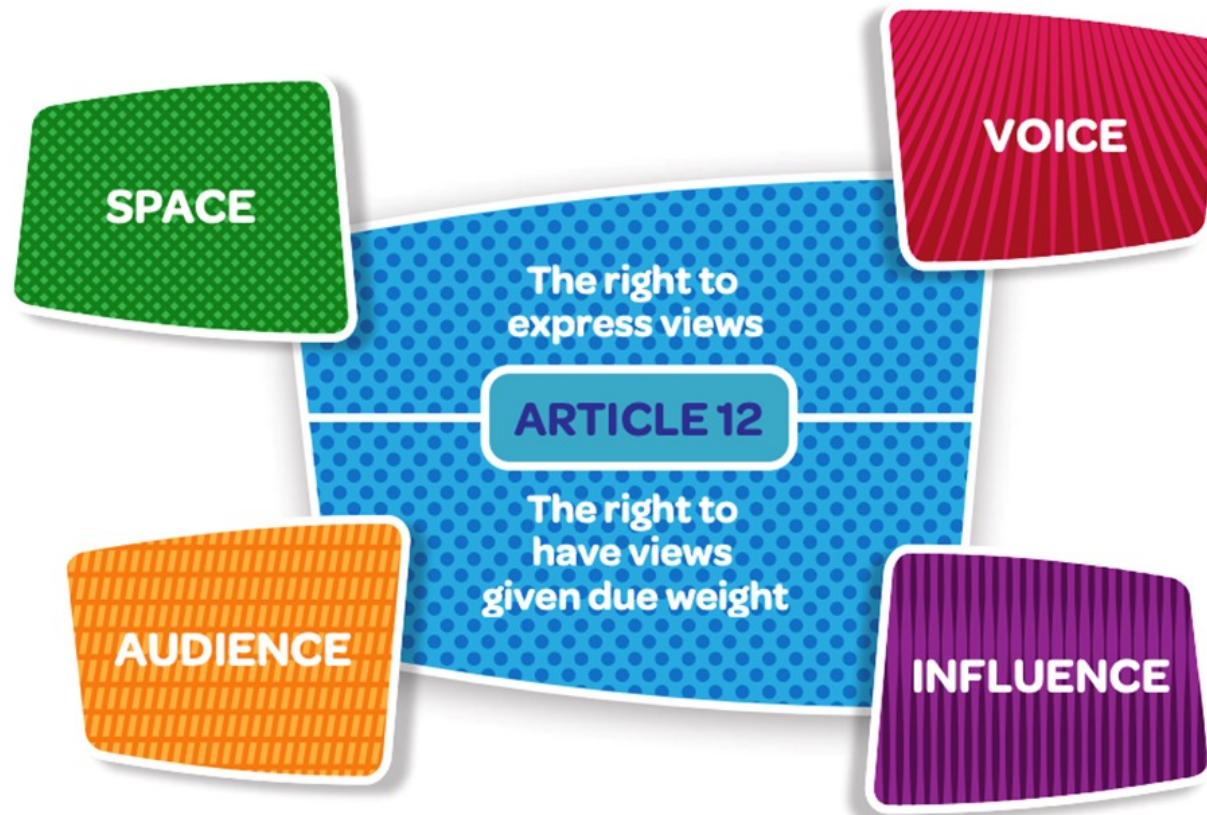 SPACE
VOICE
The right to
express views
ARTICLE 12
The right to
have views
given due weight
AUDIENCE
INFLUENCE